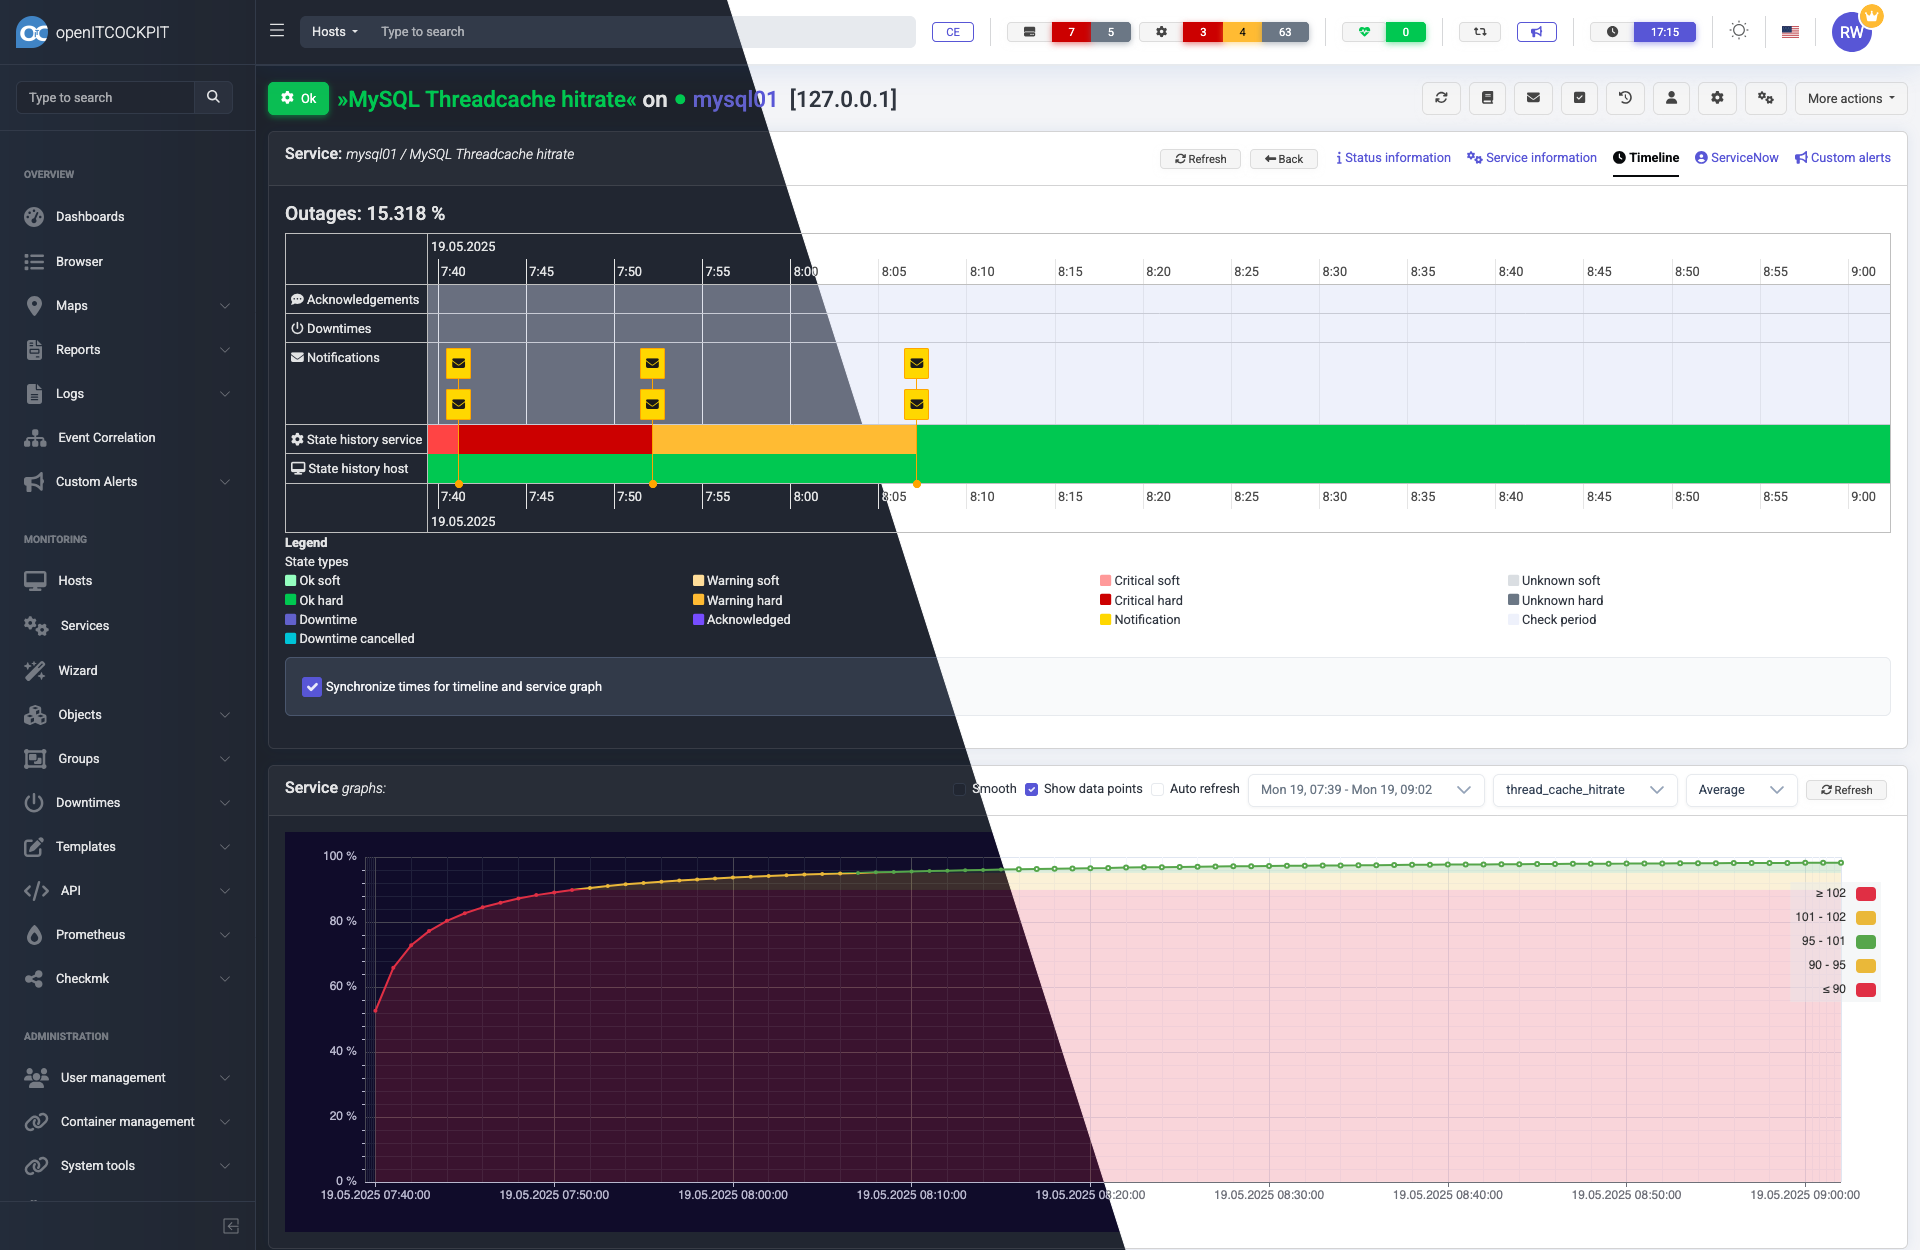 openITCOCKPIT
Hosts Type to search CE 7 5 3 4 63 0 17:15 RW
Type to search
Ok »MySQL Threadcache hitrate« on mysql01 [127.0.0.1] More actions
Service: mysql01 / MySQL Threadcache hitrate Refresh Back Status information Service information Timeline ServiceNow Custom alerts
OVERVIEW
Dashboards
Browser
Maps
Reports
Logs
Event Correlation
Custom Alerts
MONITORING
Hosts
Services
Wizard
Objects
Groups
Downtimes
Templates
API
Prometheus
Checkmk
ADMINISTRATION
User management
Container management
System tools
Outages: 15.318 %
19.05.2025
7:40 7:45 7:50 7:55 8:00 8:05 8:10 8:15 8:20 8:25 8:30 8:35 8:40 8:45 8:50 8:55 9:00
Acknowledgements
Downtimes
Notifications
State history service
State history host
7:40 7:45 7:50 7:55 8:00 8:05 8:10 8:15 8:20 8:25 8:30 8:35 8:40 8:45 8:50 8:55 9:00
19.05.2025
Legend
State types
Ok soft Warning soft Critical soft Unknown soft
Ok hard Warning hard Critical hard Unknown hard
Downtime Acknowledged Notification Check period
Downtime cancelled
Synchronize times for timeline and service graph
Service graphs: Smooth Show data points Auto refresh Mon 19, 07:39 - Mon 19, 09:02 thread_cache_hitrate Average Refresh
100 %
80 %
60 %
40 %
20 %
0 %
≥ 102
101 - 102
95 - 101
90 - 95
≤ 90
19.05.2025 07:40:00 19.05.2025 07:50:00 19.05.2025 08:00:00 19.05.2025 08:10:00 19.05.2025 08:20:00 19.05.2025 08:30:00 19.05.2025 08:40:00 19.05.2025 08:50:00 19.05.2025 09:00:00